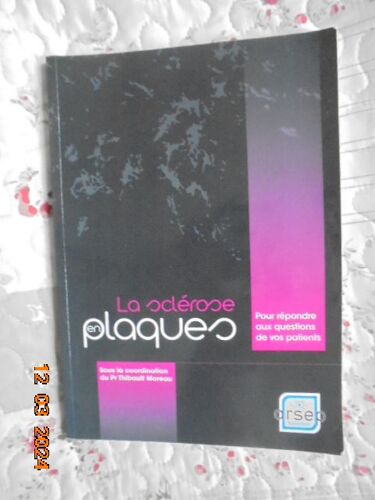 La sclérose
en
plaques
Pour répondre
aux questions
de vos patients
Sous la coordination
du Pr Thibault Moreau
orsep
12 03 2024